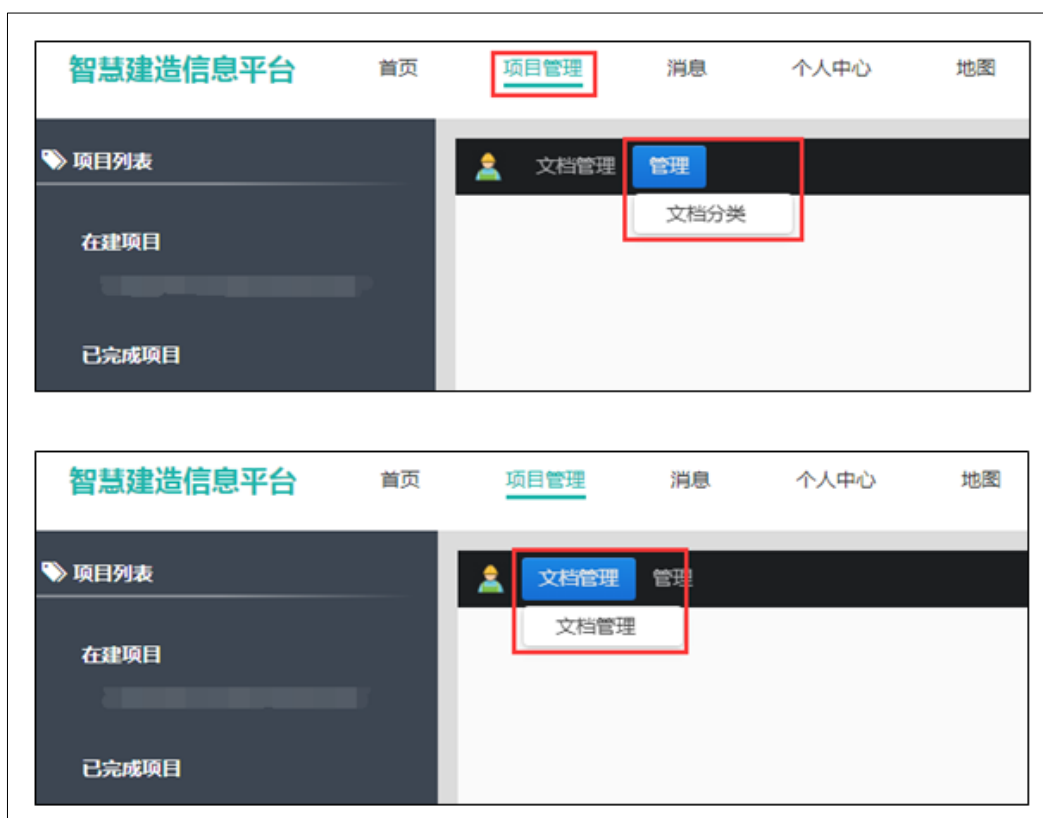 智慧建造信息平台 首页 项目管理 消息 个人中心 地图
项目列表
文档管理 管理
文档分类
在建项目
已完成项目
智慧建造信息平台 首页 项目管理 消息 个人中心 地图
项目列表
文档管理 管理
文档管理
在建项目
已完成项目